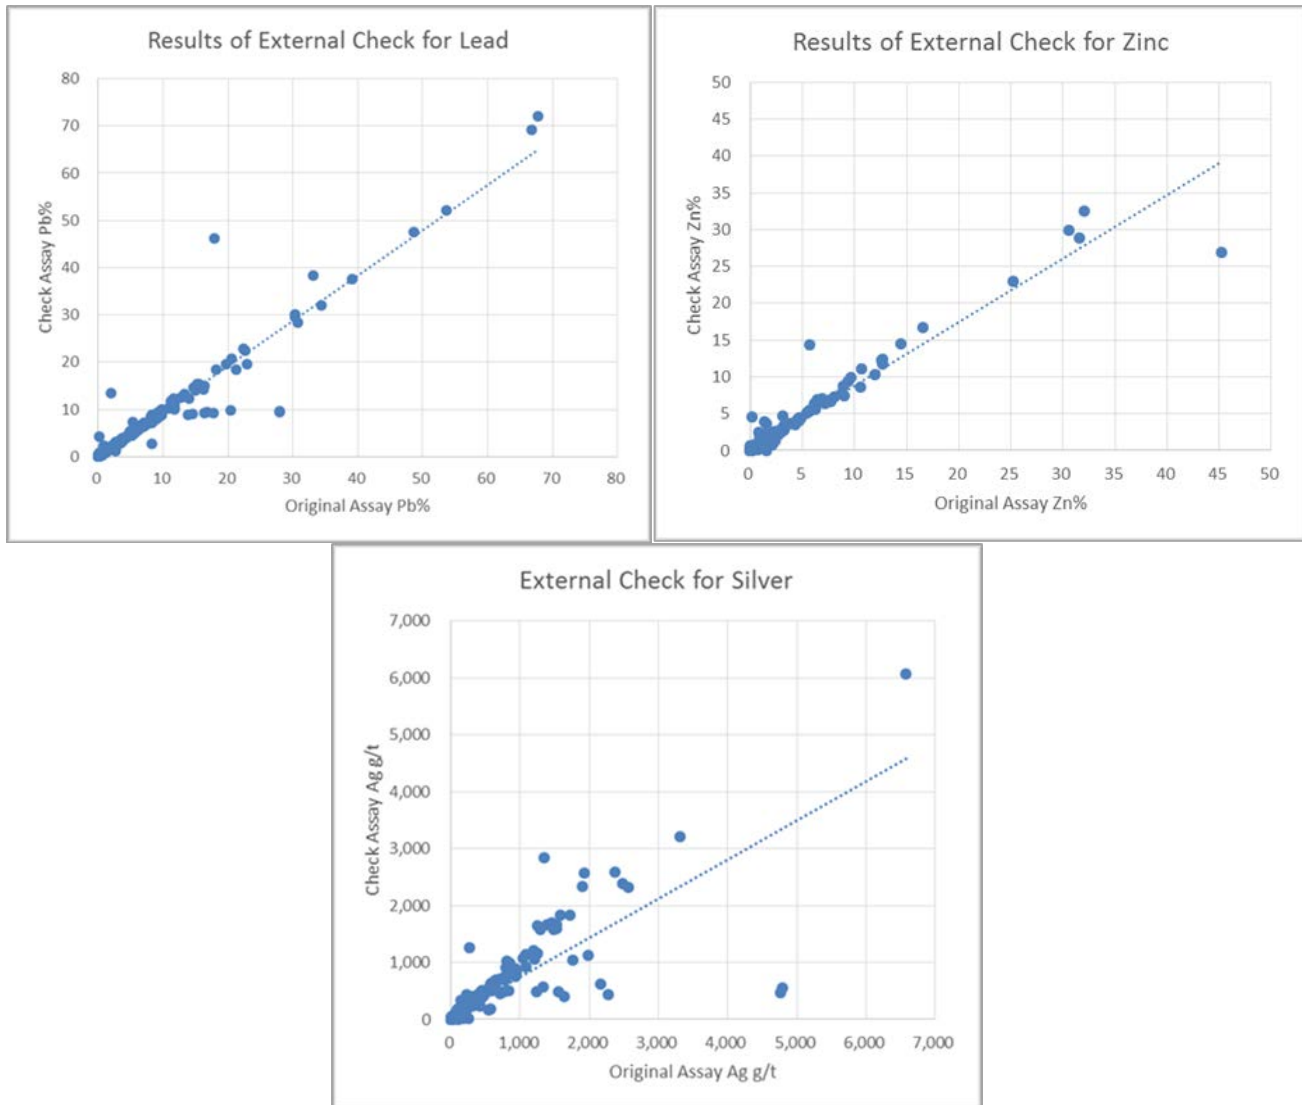 Results of External Check for Lead
80
70
60
50
40
30
20
10
0
Check Assay Pb%
0 10 20 30 40 50 60 70 80
Original Assay Pb%
Results of External Check for Zinc
50
45
40
35
30
25
20
15
10
5
0
Check Assay Zn%
0 5 10 15 20 25 30 35 40 45 50
Original Assay Zn%
External Check for Silver
7,000
6,000
5,000
4,000
3,000
2,000
1,000
0
Check Assay Ag g/t
0 1,000 2,000 3,000 4,000 5,000 6,000 7,000
Original Assay Ag g/t